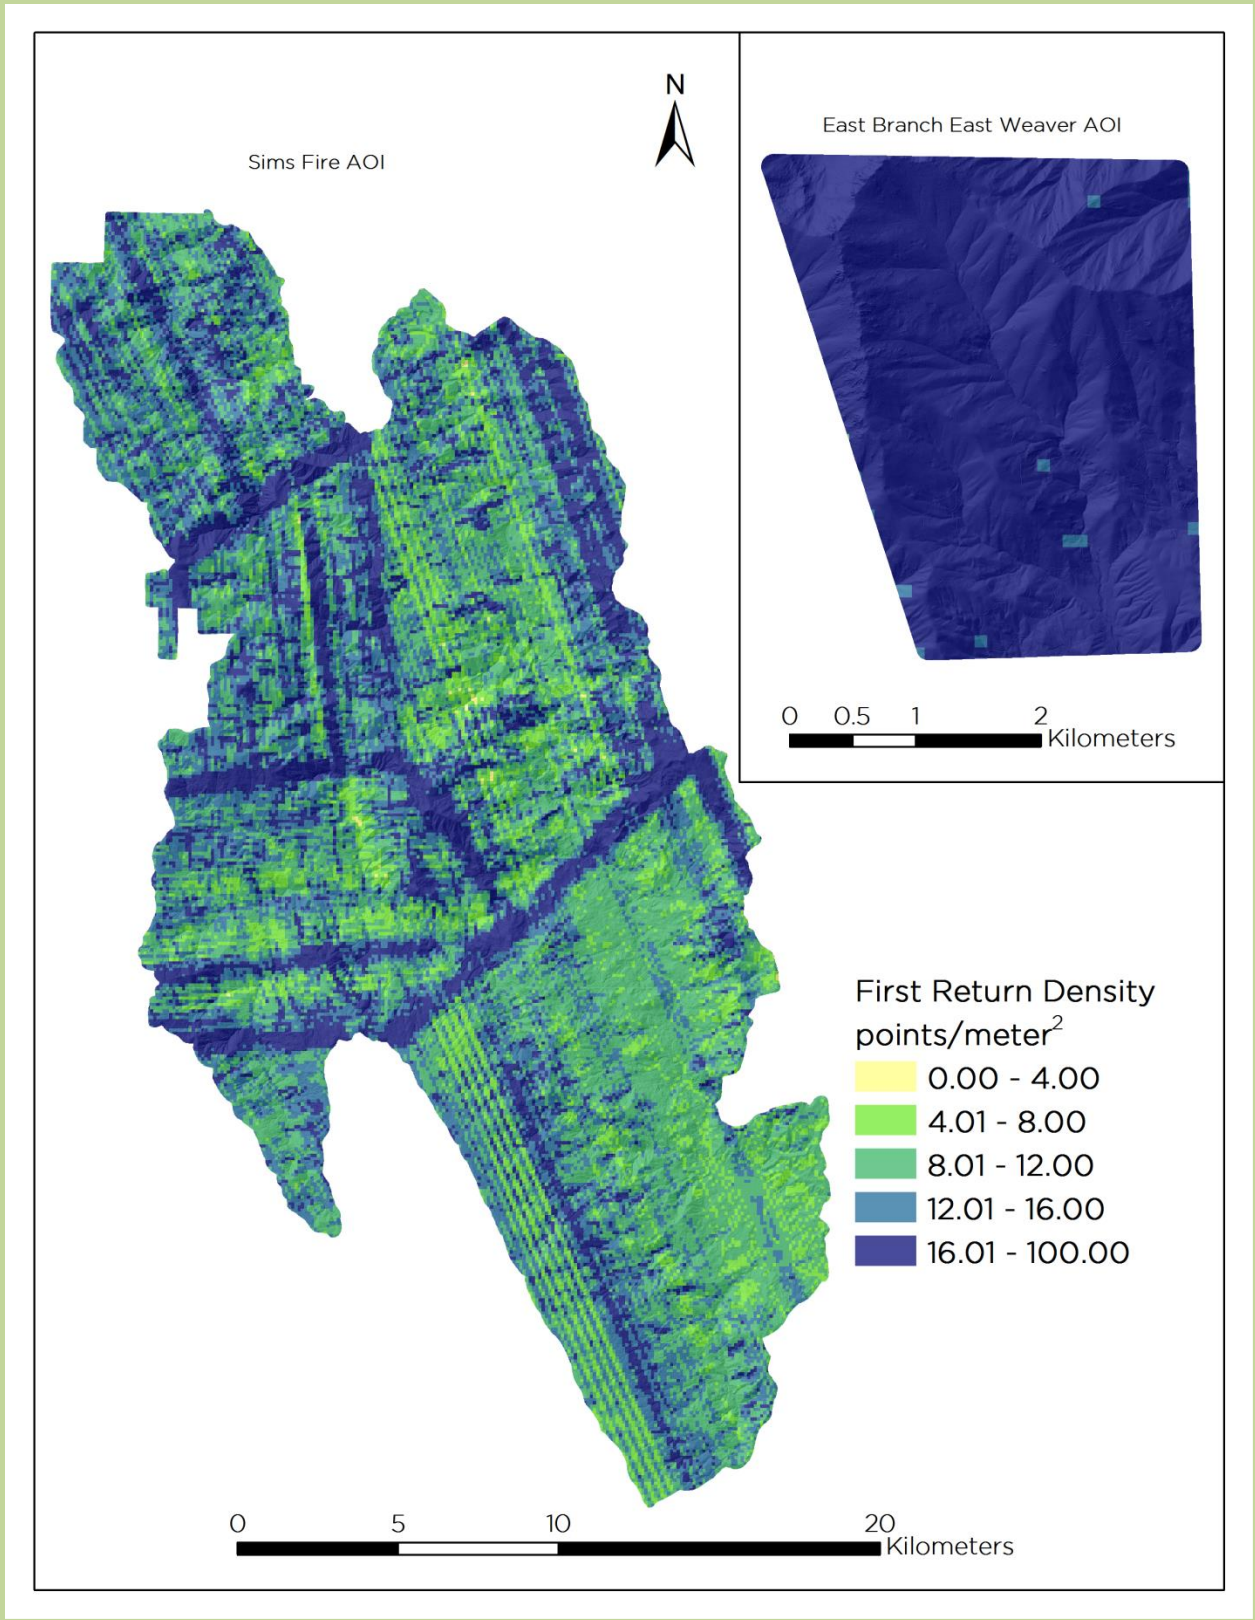 N
Sims Fire AOI
East Branch East Weaver AOI
0 0.5 1 2
Kilometers
First Return Density
points/meter²
0.00 - 4.00
4.01 - 8.00
8.01 - 12.00
12.01 - 16.00
16.01 - 100.00
0 5 10 20
Kilometers